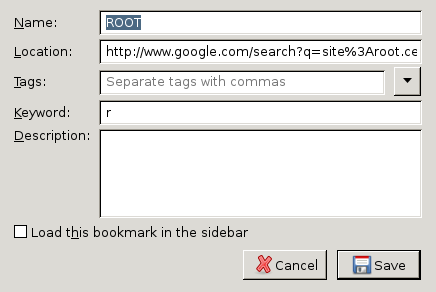 Name: ROOT
Location: http://www.google.com/search?q=site%3Aroot.ce
Tags: Separate tags with commas
Keyword: r
Description:
Load this bookmark in the sidebar
Cancel Save